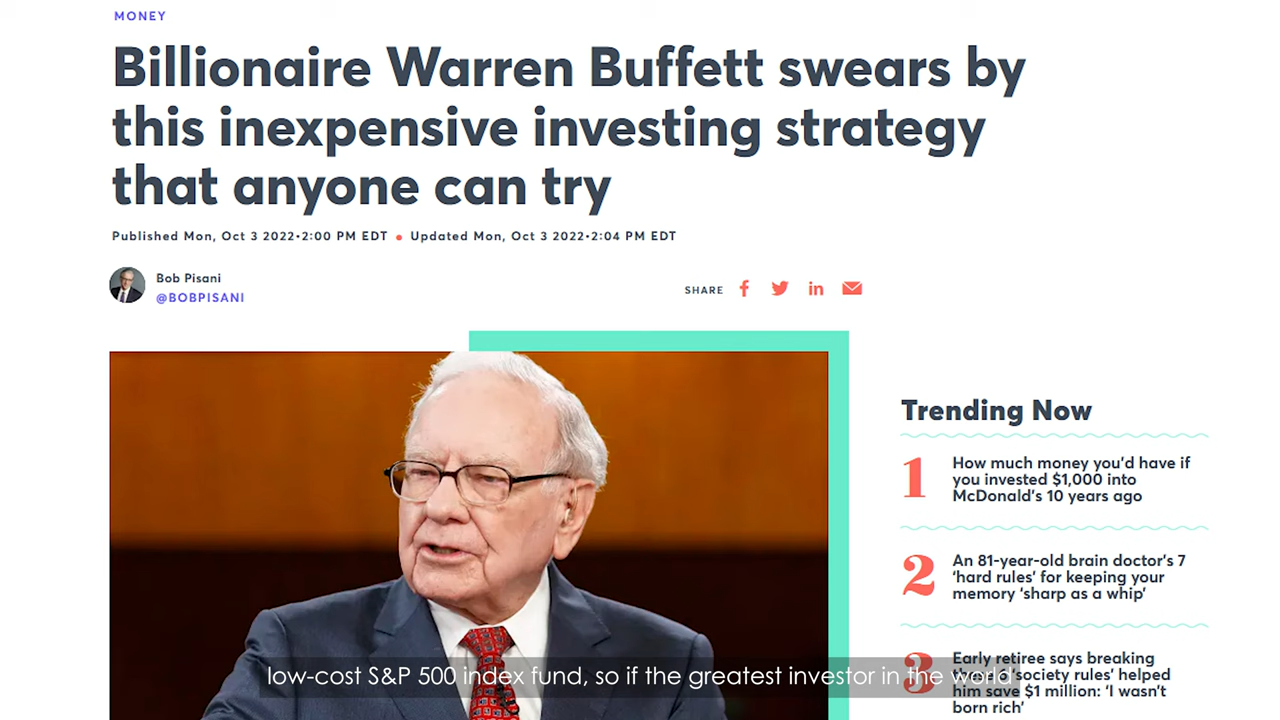 MONEY
Billionaire Warren Buffett swears by
this inexpensive investing strategy
that anyone can try
Published Mon, Oct 3 2022•2:00 PM EDT • Updated Mon, Oct 3 2022•2:04 PM EDT
Bob Pisani
@BOBPISANI
SHARE
Trending Now
1
How much money you'd have if
you invested $1,000 into
McDonald's 10 years ago
2
An 81-year-old brain doctor's 7
'hard rules' for keeping your
memory 'sharp as a whip'
3
Early retiree says breaking
'society rules' helped
him save $1 million: 'I wasn't
born rich'
low-cost S&P 500 index fund, so if the greatest investor in the world